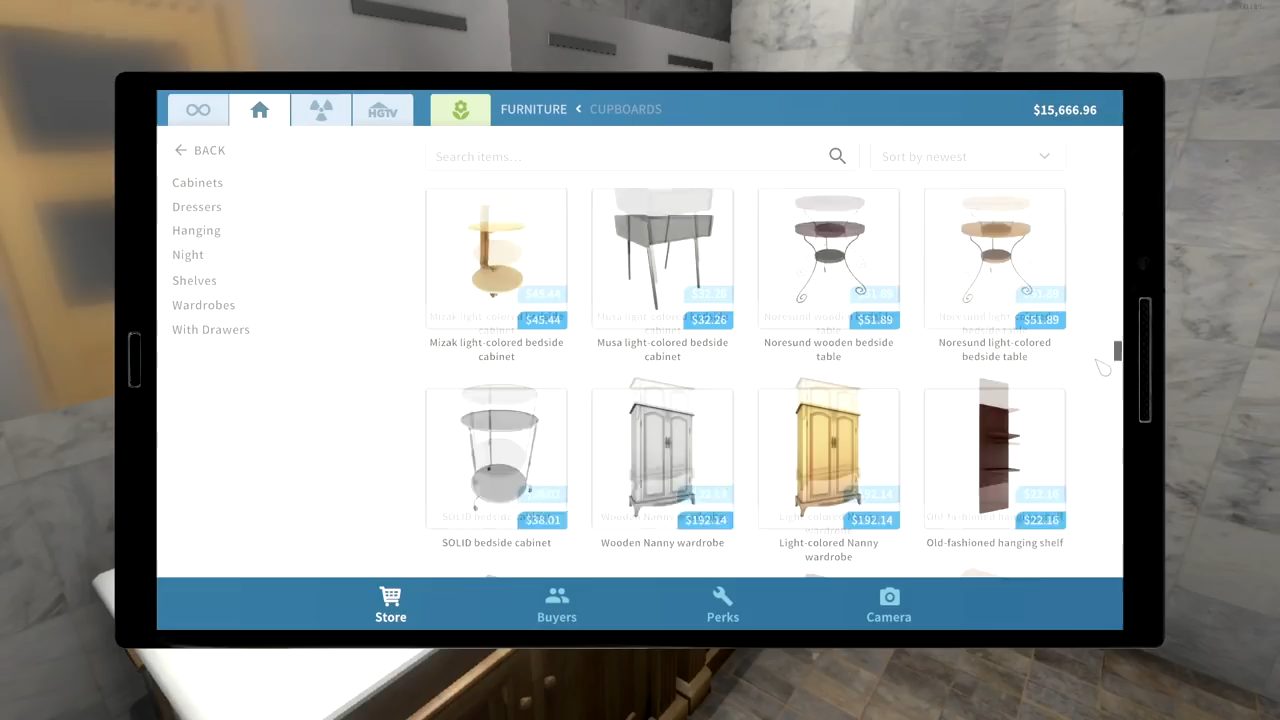 HGTV
FURNITURE < CUPBOARDS
$15,666.96
BACK
Search items...
Sort by newest
Cabinets
Dressers
Hanging
Night
Shelves
Wardrobes
With Drawers
$45.44
$32.26
$51.89
$51.89
Mizak light-colored bedside
cabinet
Musa light-colored bedside
cabinet
Noresund wooden bedside
table
Noresund light-colored
bedside table
$38.01
$192.14
$192.14
$22.16
SOLID bedside cabinet
Wooden Nanny wardrobe
Light-colored Nanny
wardrobe
Old-fashioned hanging shelf
Store
Buyers
Perks
Camera